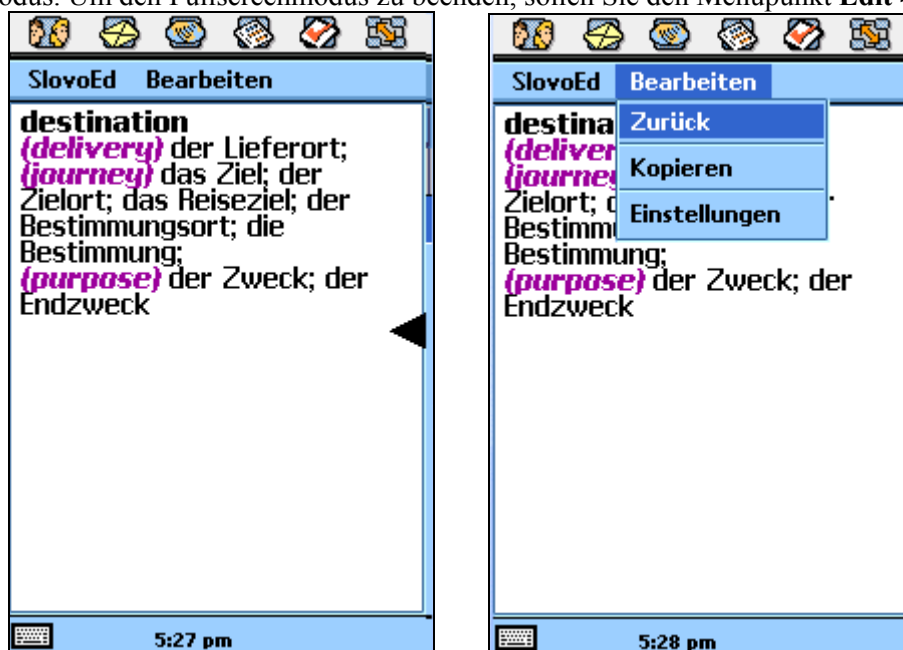 odus. Um den Fullscreenmodus zu beenden, sollen Sie den Menüpunkt Edit
SlovoEd Bearbeiten
destination
(delivery) der Lieferort;
(journey) das Ziel; der
Zielort; das Reiseziel; der
Bestimmungsort; die
Bestimmung;
(purpose) der Zweck; der
Endzweck
5:27 pm
SlovoEd Bearbeiten
Zurück
Kopieren
Einstellungen
destina
(deliver
(journe
Zielort; d
Bestimm
Bestimmung;
(purpose) der Zweck; der
Endzweck
5:28 pm